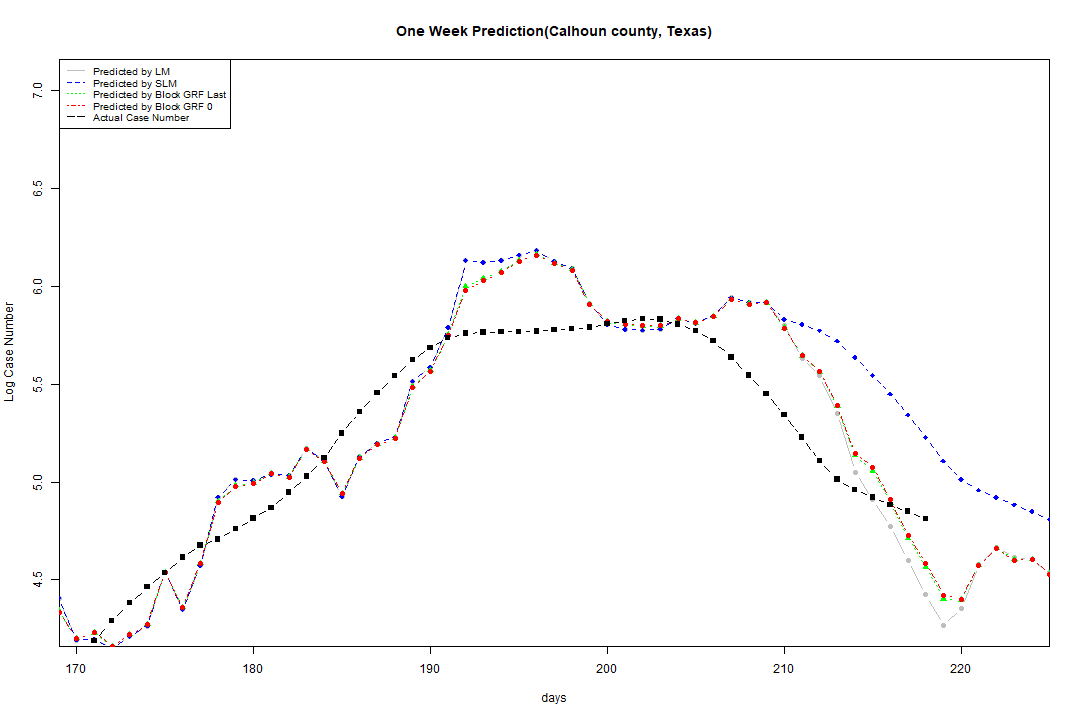 One Week Prediction(Calhoun county, Texas)
Predicted by LM
Predicted by SLM
Predicted by Block GRF Last
Predicted by Block GRF 0
Actual Case Number
7.0
6.5
6.0
5.5
5.0
4.5
Log Case Number
170 180 190 200 210 220
days